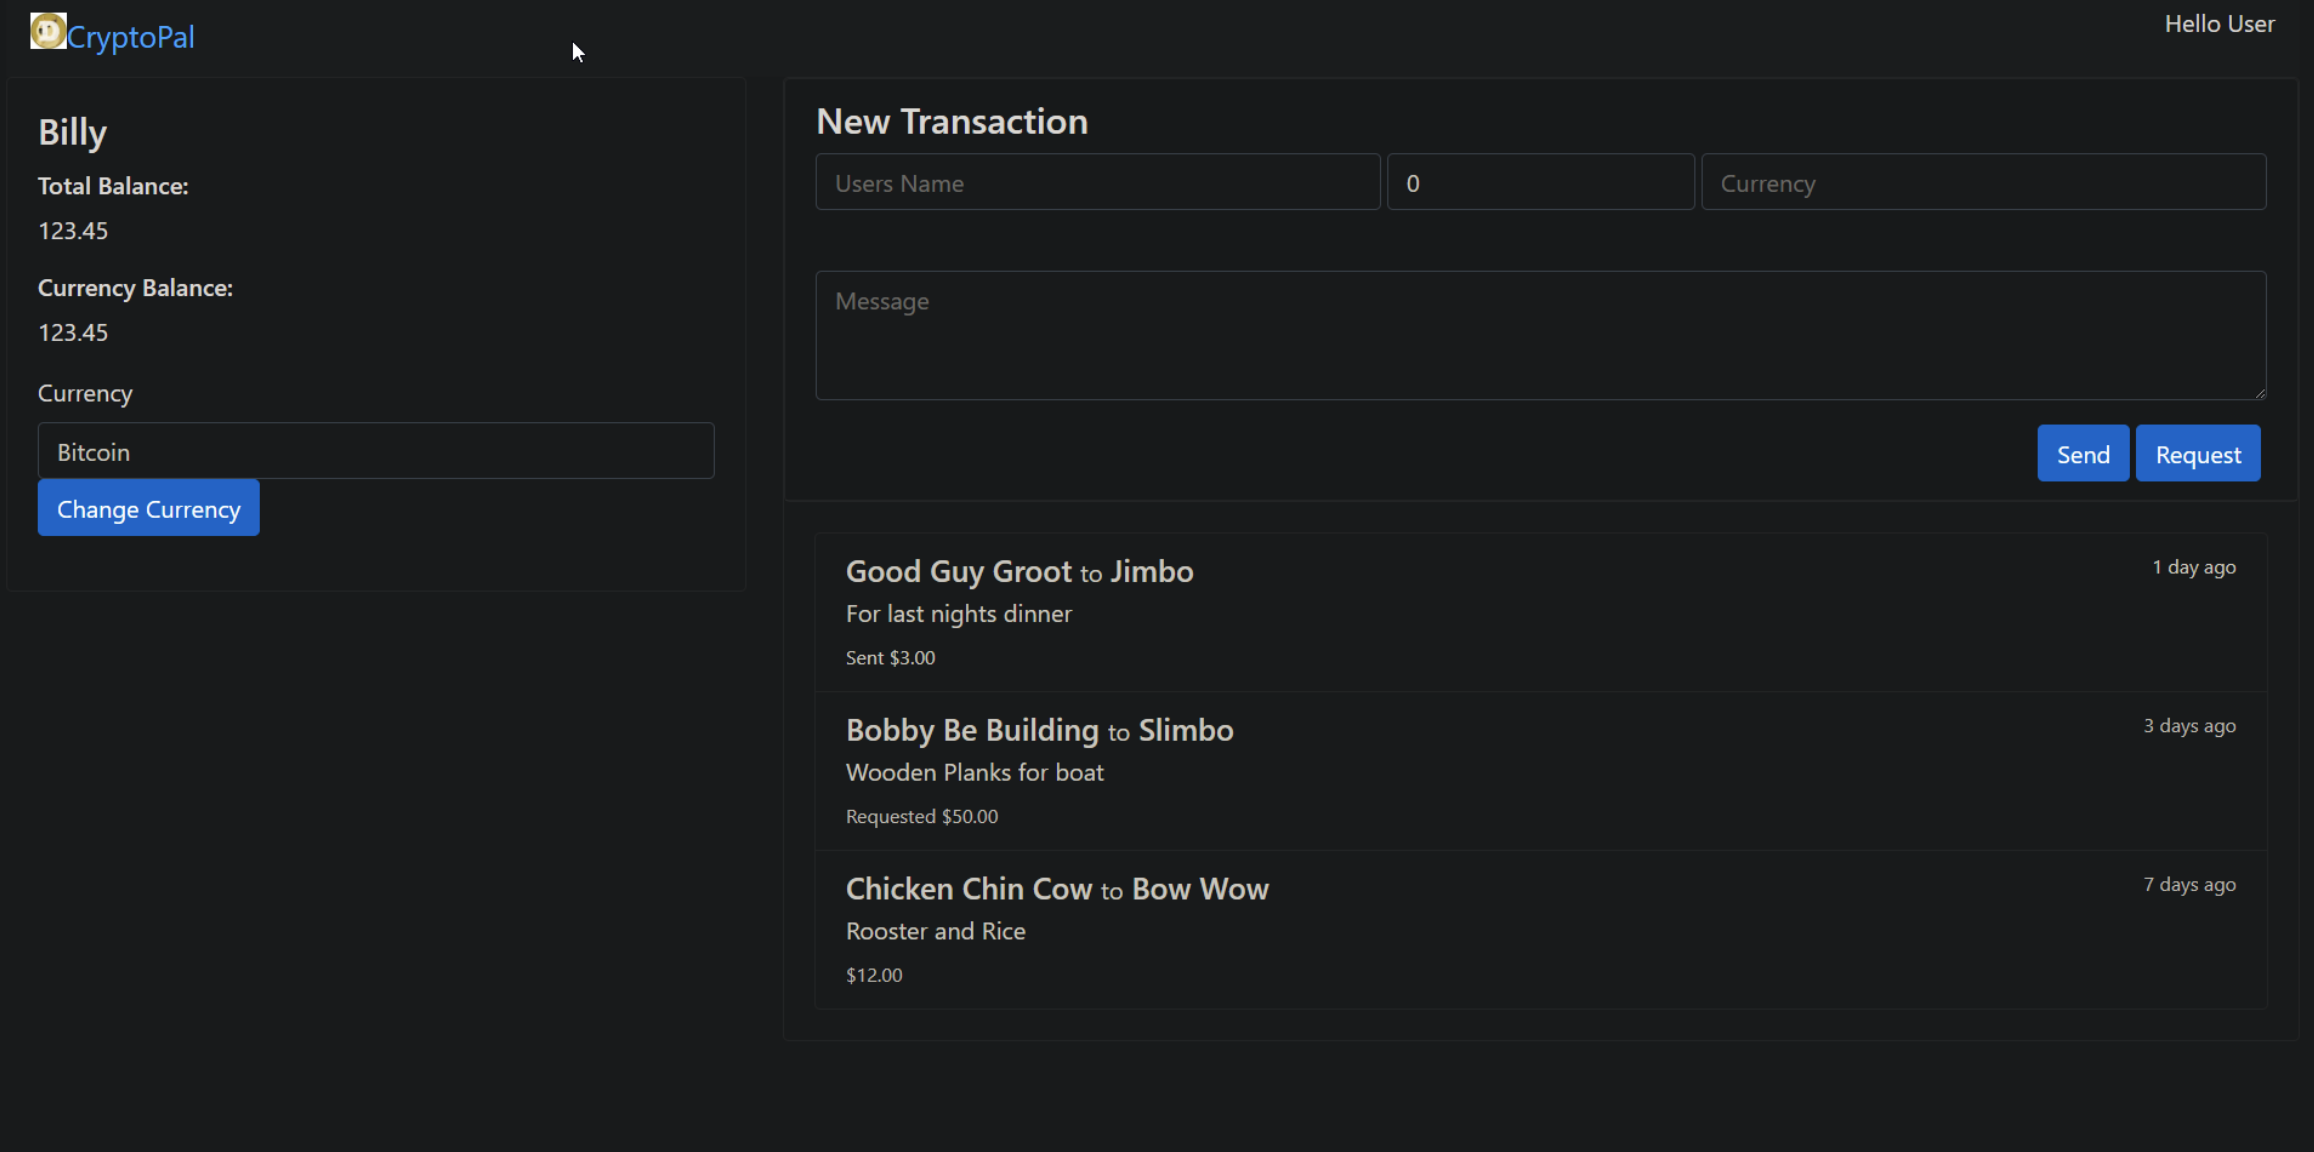 CryptoPal
Hello User
Billy
Total Balance:
123.45
Currency Balance:
123.45
Currency
Bitcoin
Change Currency
New Transaction
Users Name
0
Currency
Message
Send
Request
Good Guy Groot to Jimbo
1 day ago
For last nights dinner
Sent $3.00
Bobby Be Building to Slimbo
3 days ago
Wooden Planks for boat
Requested $50.00
Chicken Chin Cow to Bow Wow
7 days ago
Rooster and Rice
$12.00